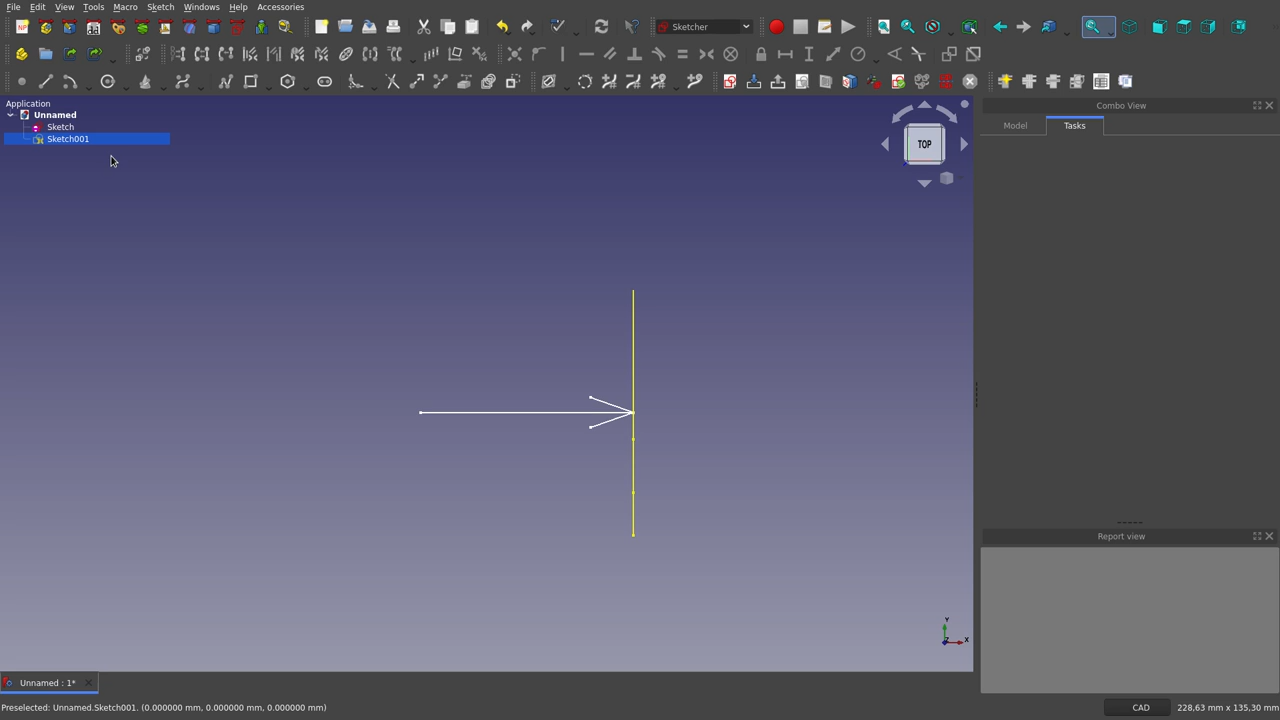 File Edit View Tools Macro Sketch Windows Help Accessories
Sketcher
Application
Unnamed
Sketch
Sketch001
TOP
Combo View
Model Tasks
Report view
Y
X
Unnamed : 1*
Preselected: Unnamed.Sketch001. (0.000000 mm, 0.000000 mm, 0.000000 mm)
CAD 228,63 mm x 135,30 mm